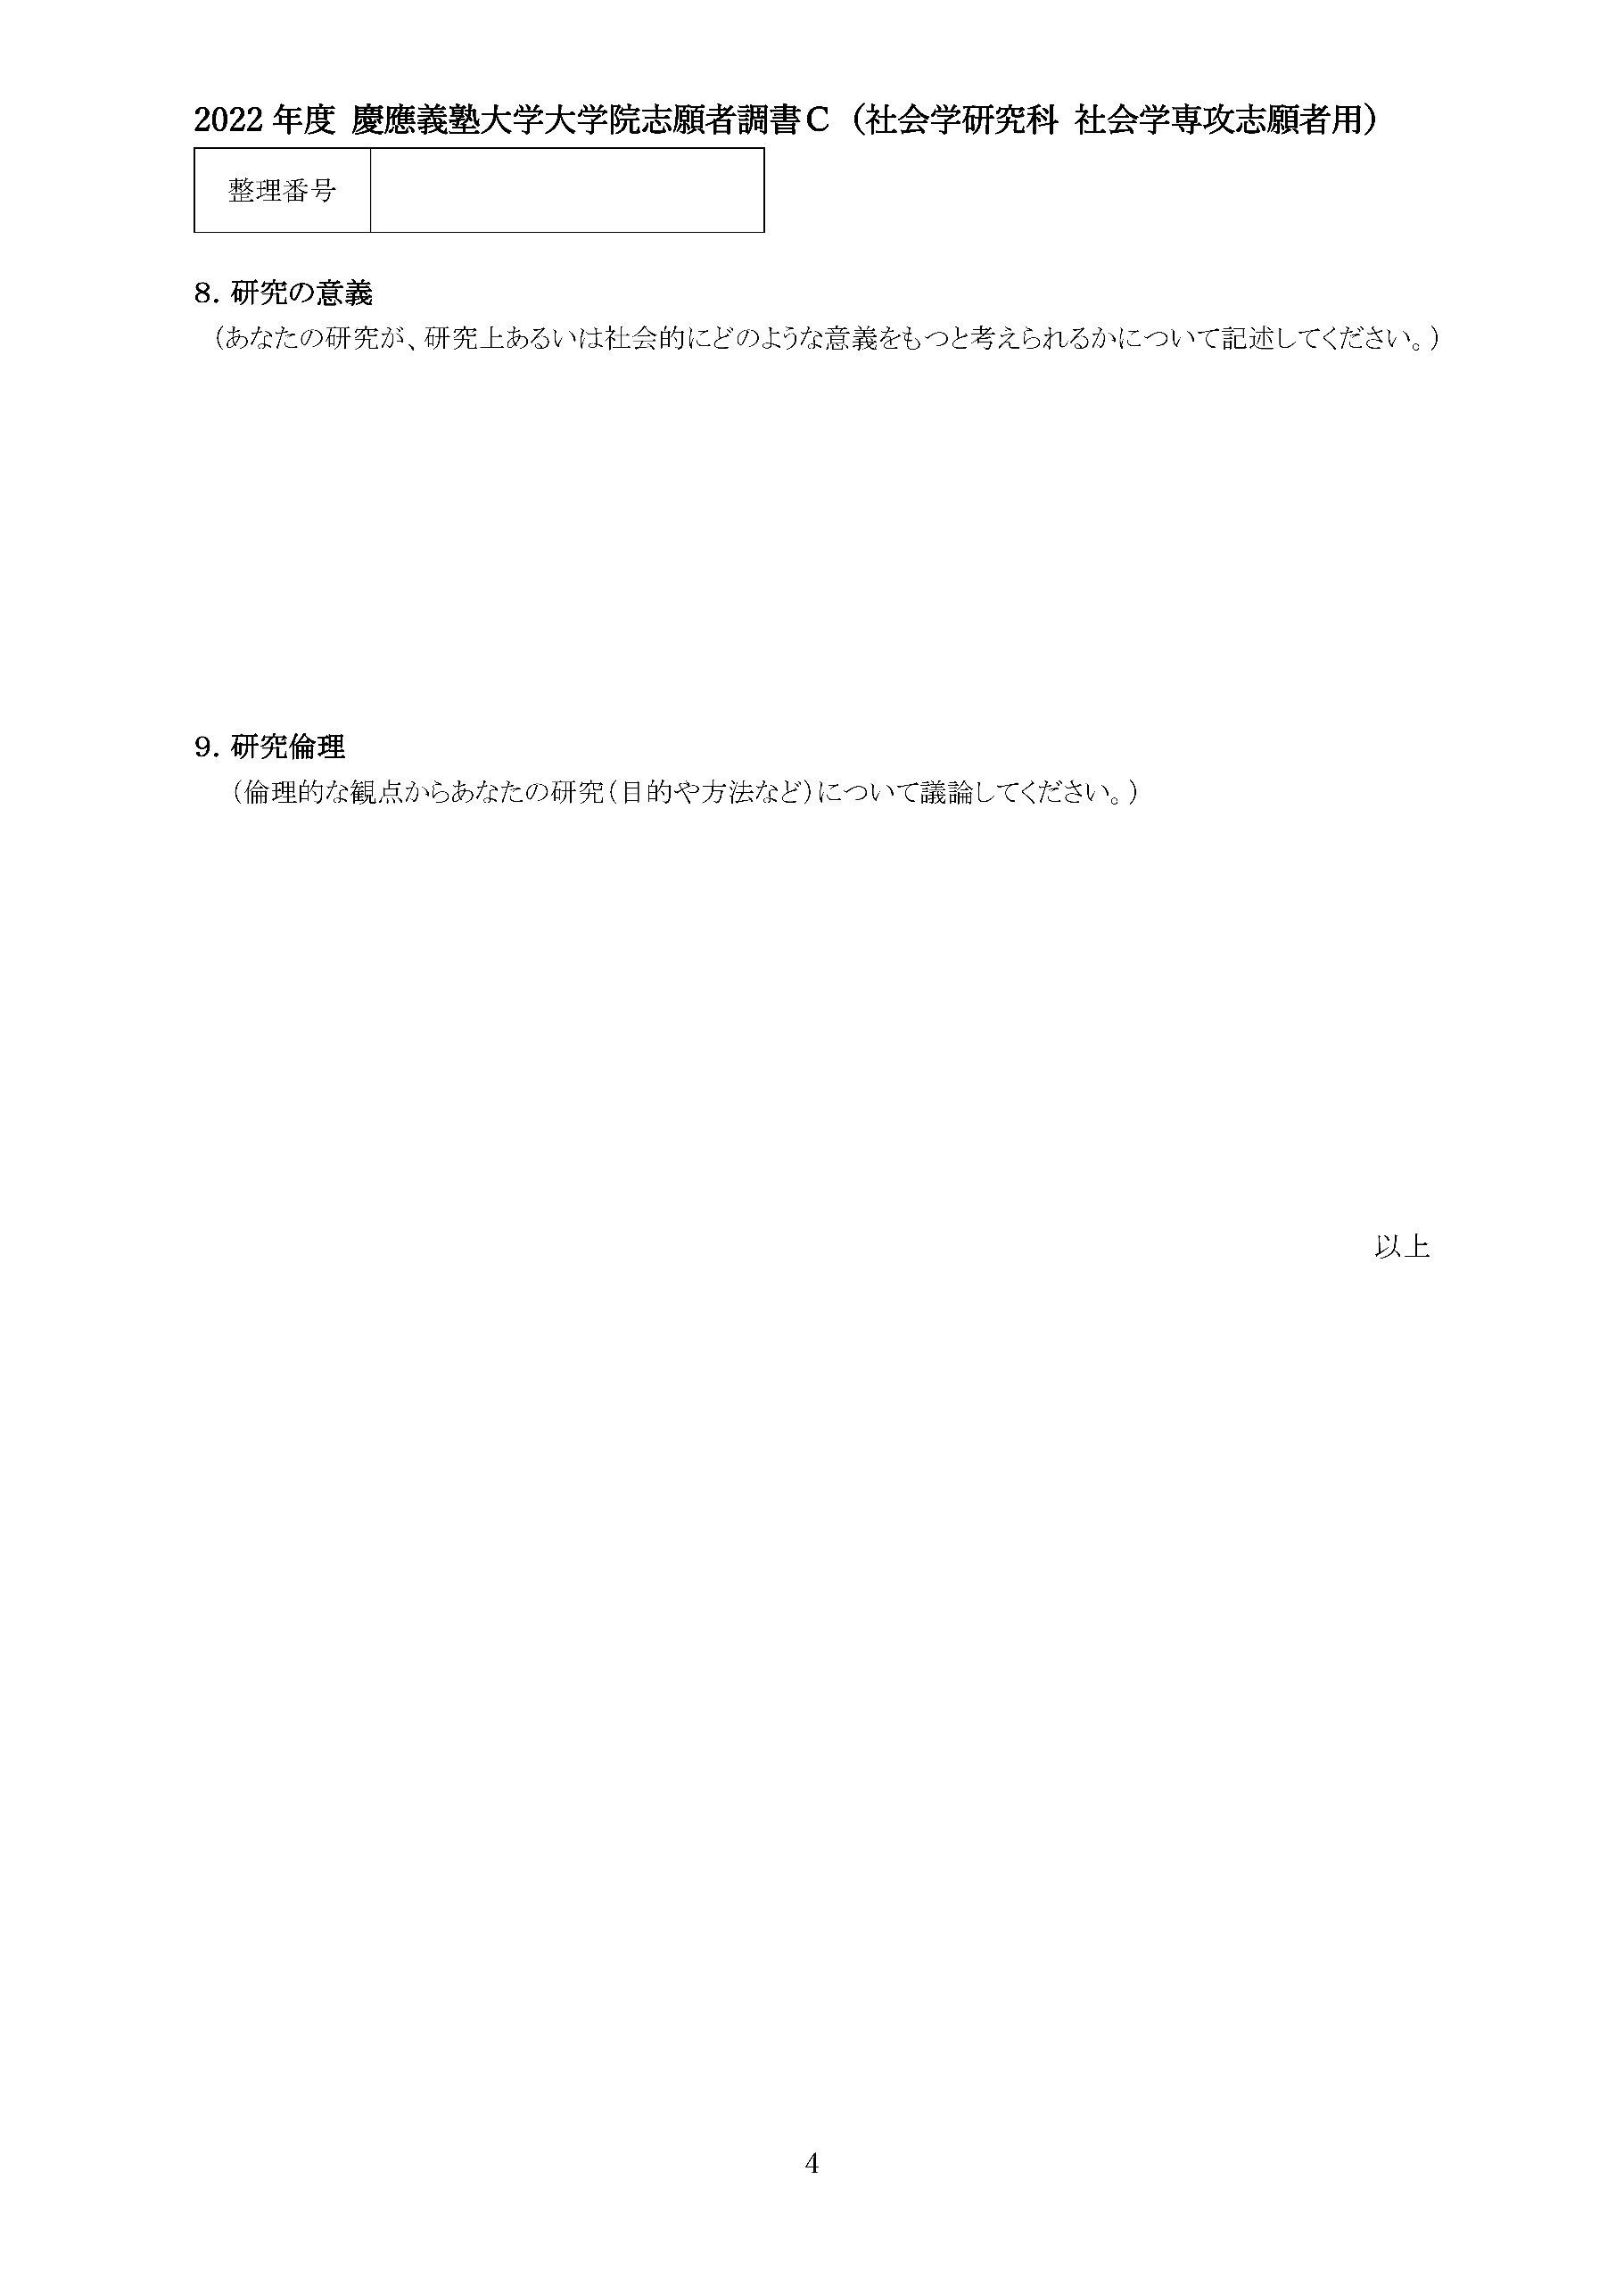 2022 年度 慶應義塾大学大学院志願者調書C（社会学研究科 社会学専攻志願者用）
整理番号
8. 研究の意義
（あなたの研究が、研究上あるいは社会的にどのような意義をもつと考えられるかについて記述してください。）
9. 研究倫理
（倫理的な観点からあなたの研究（目的や方法など）について議論してください。）
以上
4